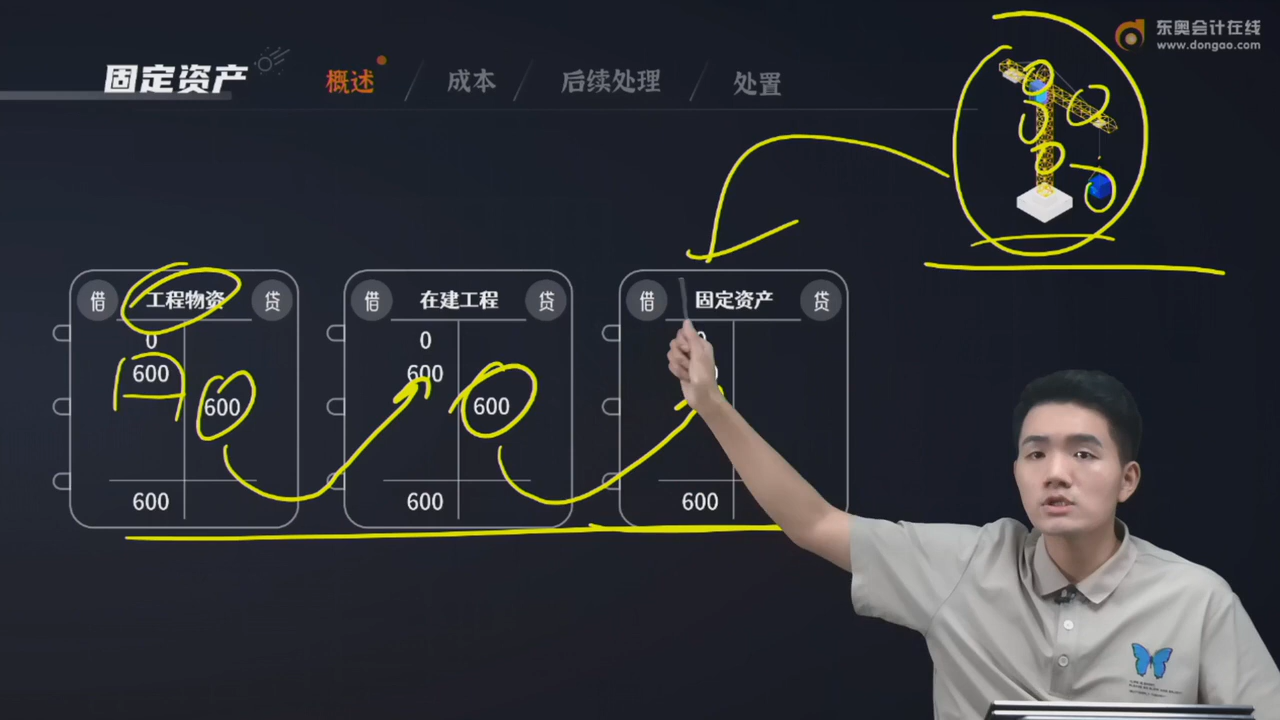 东奥会计在线
www.dongao.com
固定资产
概述
成本
后续处理
处置
借 工程物资 贷
0
600
600
600
借 在建工程 贷
0
600
600
600
借 固定资产 贷
600